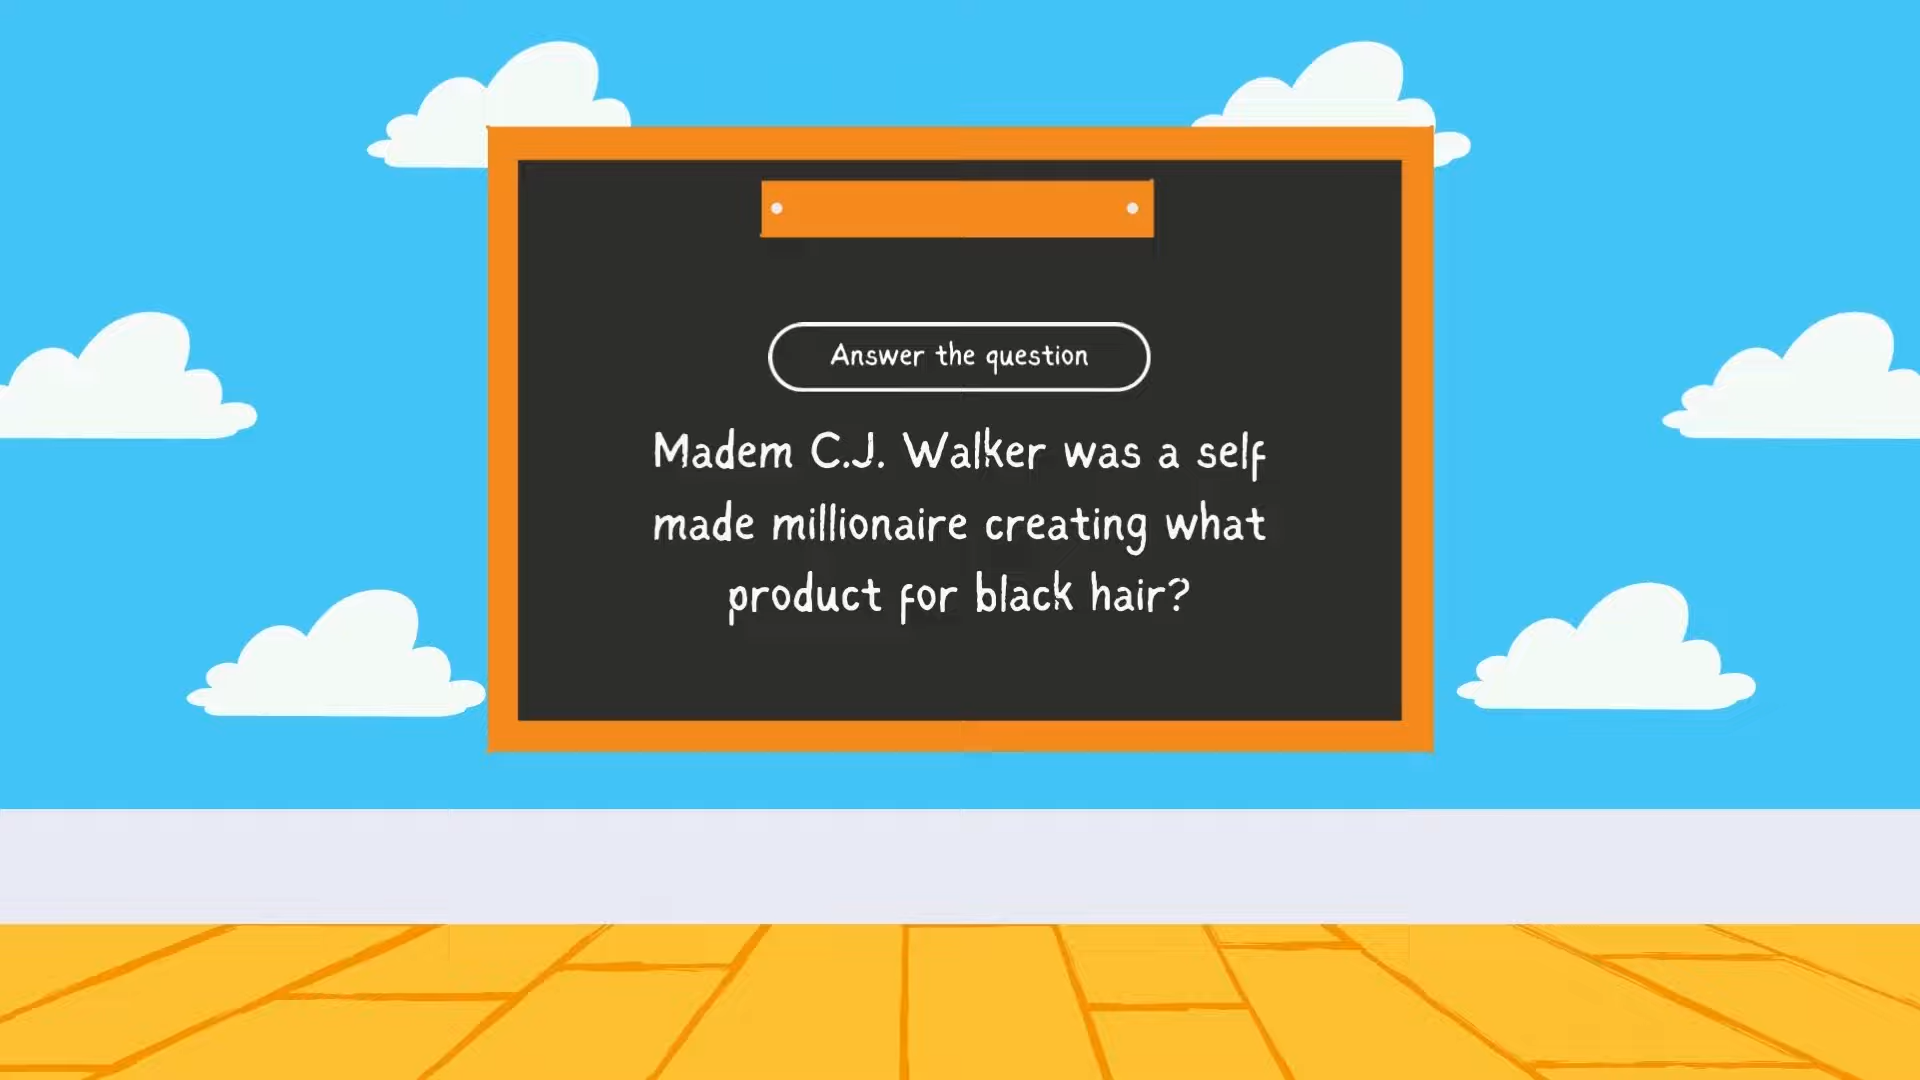 Answer the question
Madem C.J. Walker was a self
made millionaire creating what
product for black hair?